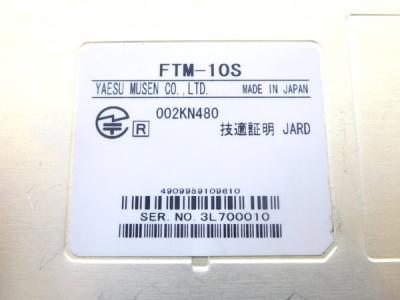 FTM-10S
YAESU MUSEN CO.,LTD. MADE IN JAPAN
R 002KN480
技適証明 JARD
4909959109610
SER. NO. 3L700010